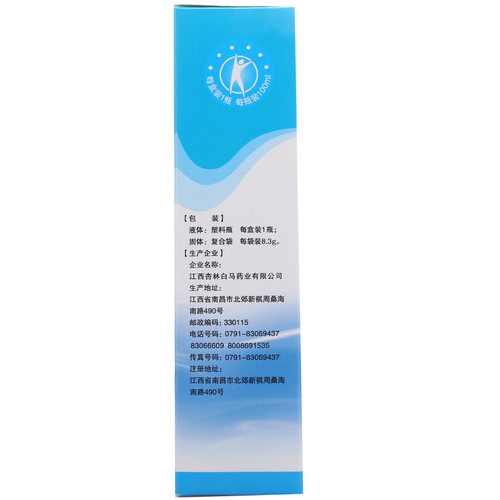 每盒装1瓶 每瓶装100ml
【包 装】
液体：塑料瓶 每盒装1瓶；
固体：复合袋 每袋装8.3g。
【生产企业】
企业名称：
江西杏林白马药业有限公司
生产地址：
江西省南昌市北郊新祺周桑海
南路490号
邮政编码：330115
电话号码：0791-83069437
83066609 8008691535
传真号码：0791-83069437
注册地址：
江西省南昌市北郊新祺周桑海
南路490号